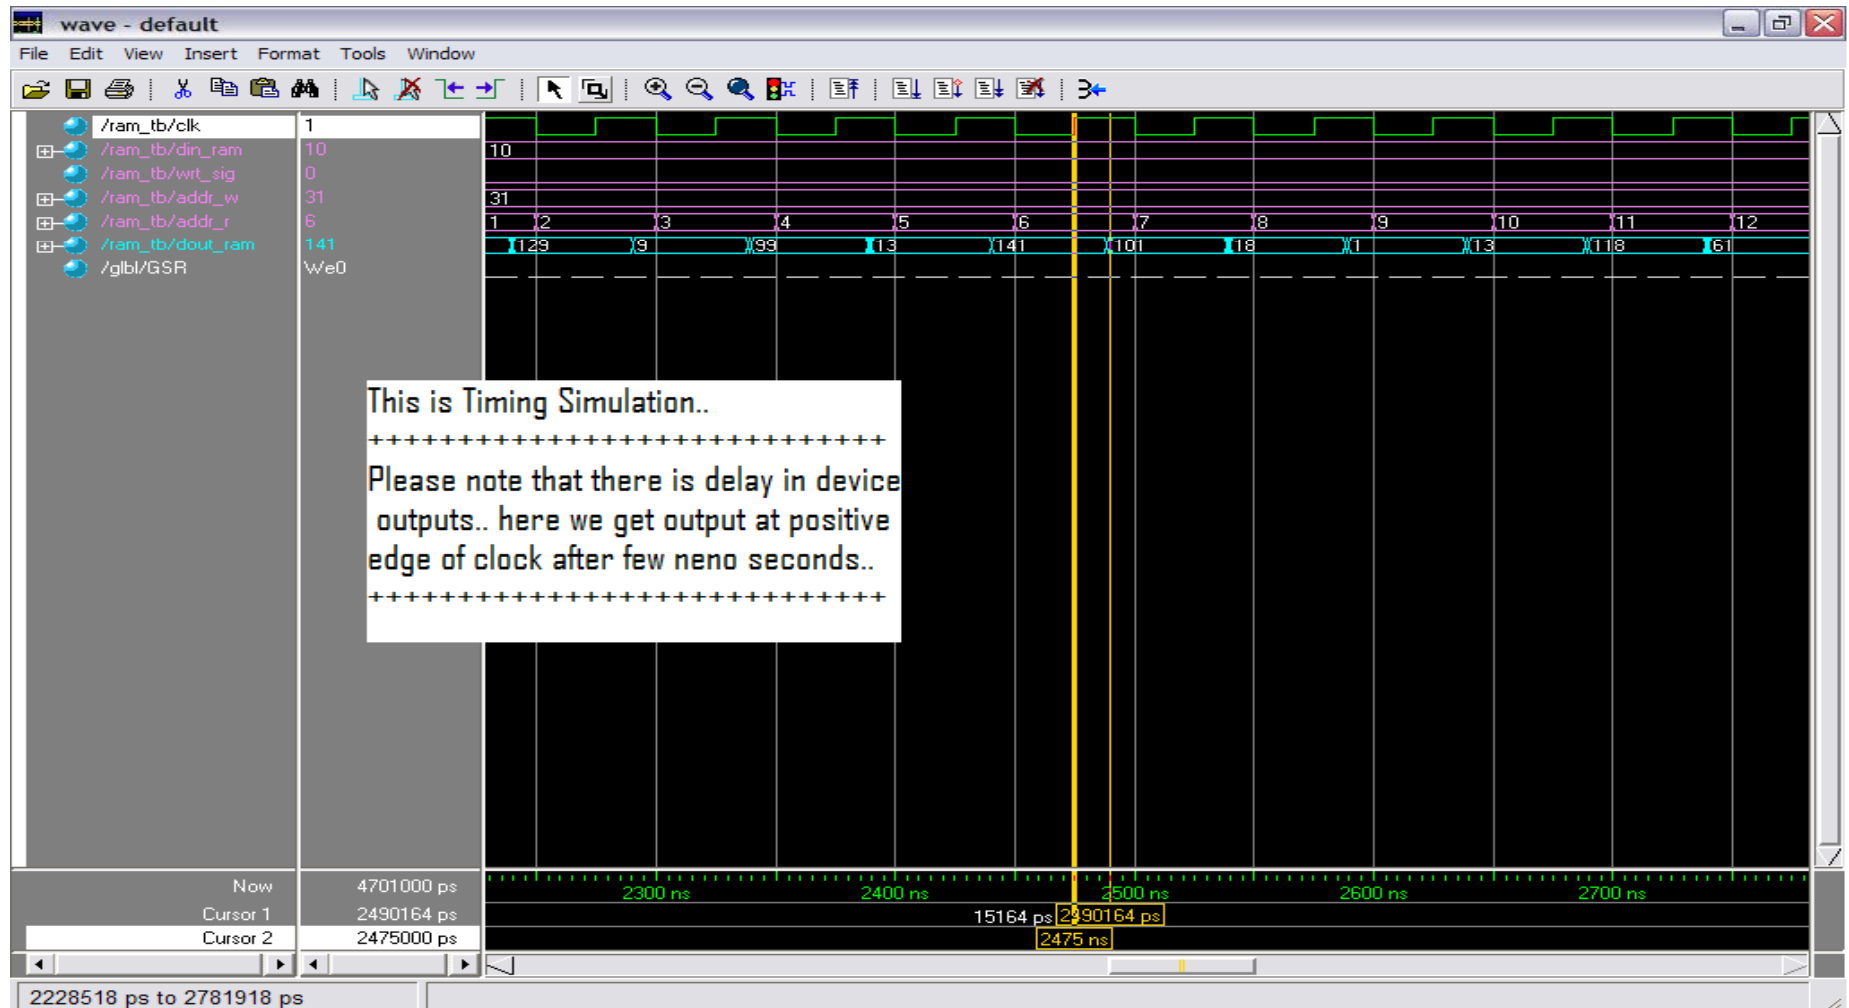 wave - default
File Edit View Insert Format Tools Window
/ram_tb/clk 1
/ram_tb/din_ram 10 10
/ram_tb/wrt_sig 0
/ram_tb/addr_w 31 31
/ram_tb/addr_r 6 1 2 3 4 5 6 7 8 9 10 11 12
/ram_tb/dout_ram 141 129 9 99 13 141 101 18 1 13 118 61
/glbl/GSR We0
This is Timing Simulation..
+++++++++++++++++++++++++++++
Please note that there is delay in device
outputs.. here we get output at positive
edge of clock after few neno seconds..
+++++++++++++++++++++++++++++
Now 4701000 ps 2300 ns 2400 ns 2500 ns 2600 ns 2700 ns
Cursor 1 2490164 ps 15164 ps 2490164 ps
Cursor 2 2475000 ps 2475 ns
2228518 ps to 2781918 ps